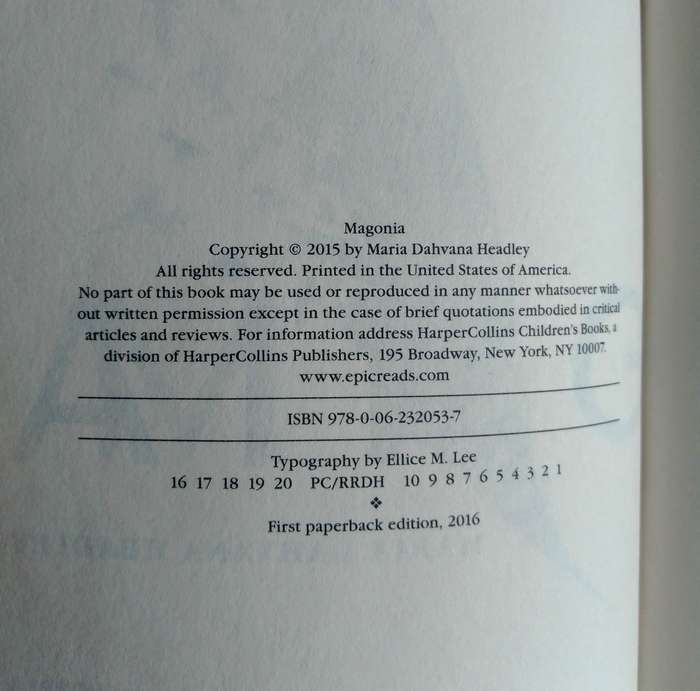 Magonia
Copyright © 2015 by Maria Dahvana Headley
All rights reserved. Printed in the United States of America.
No part of this book may be used or reproduced in any manner whatsoever with-
out written permission except in the case of brief quotations embodied in critical
articles and reviews. For information address HarperCollins Children's Books, a
division of HarperCollins Publishers, 195 Broadway, New York, NY 10007.
www.epicreads.com
ISBN 978-0-06-232053-7
Typography by Ellice M. Lee
16 17 18 19 20 PC/RRDH 10 9 8 7 6 5 4 3 2 1
❖
First paperback edition, 2016